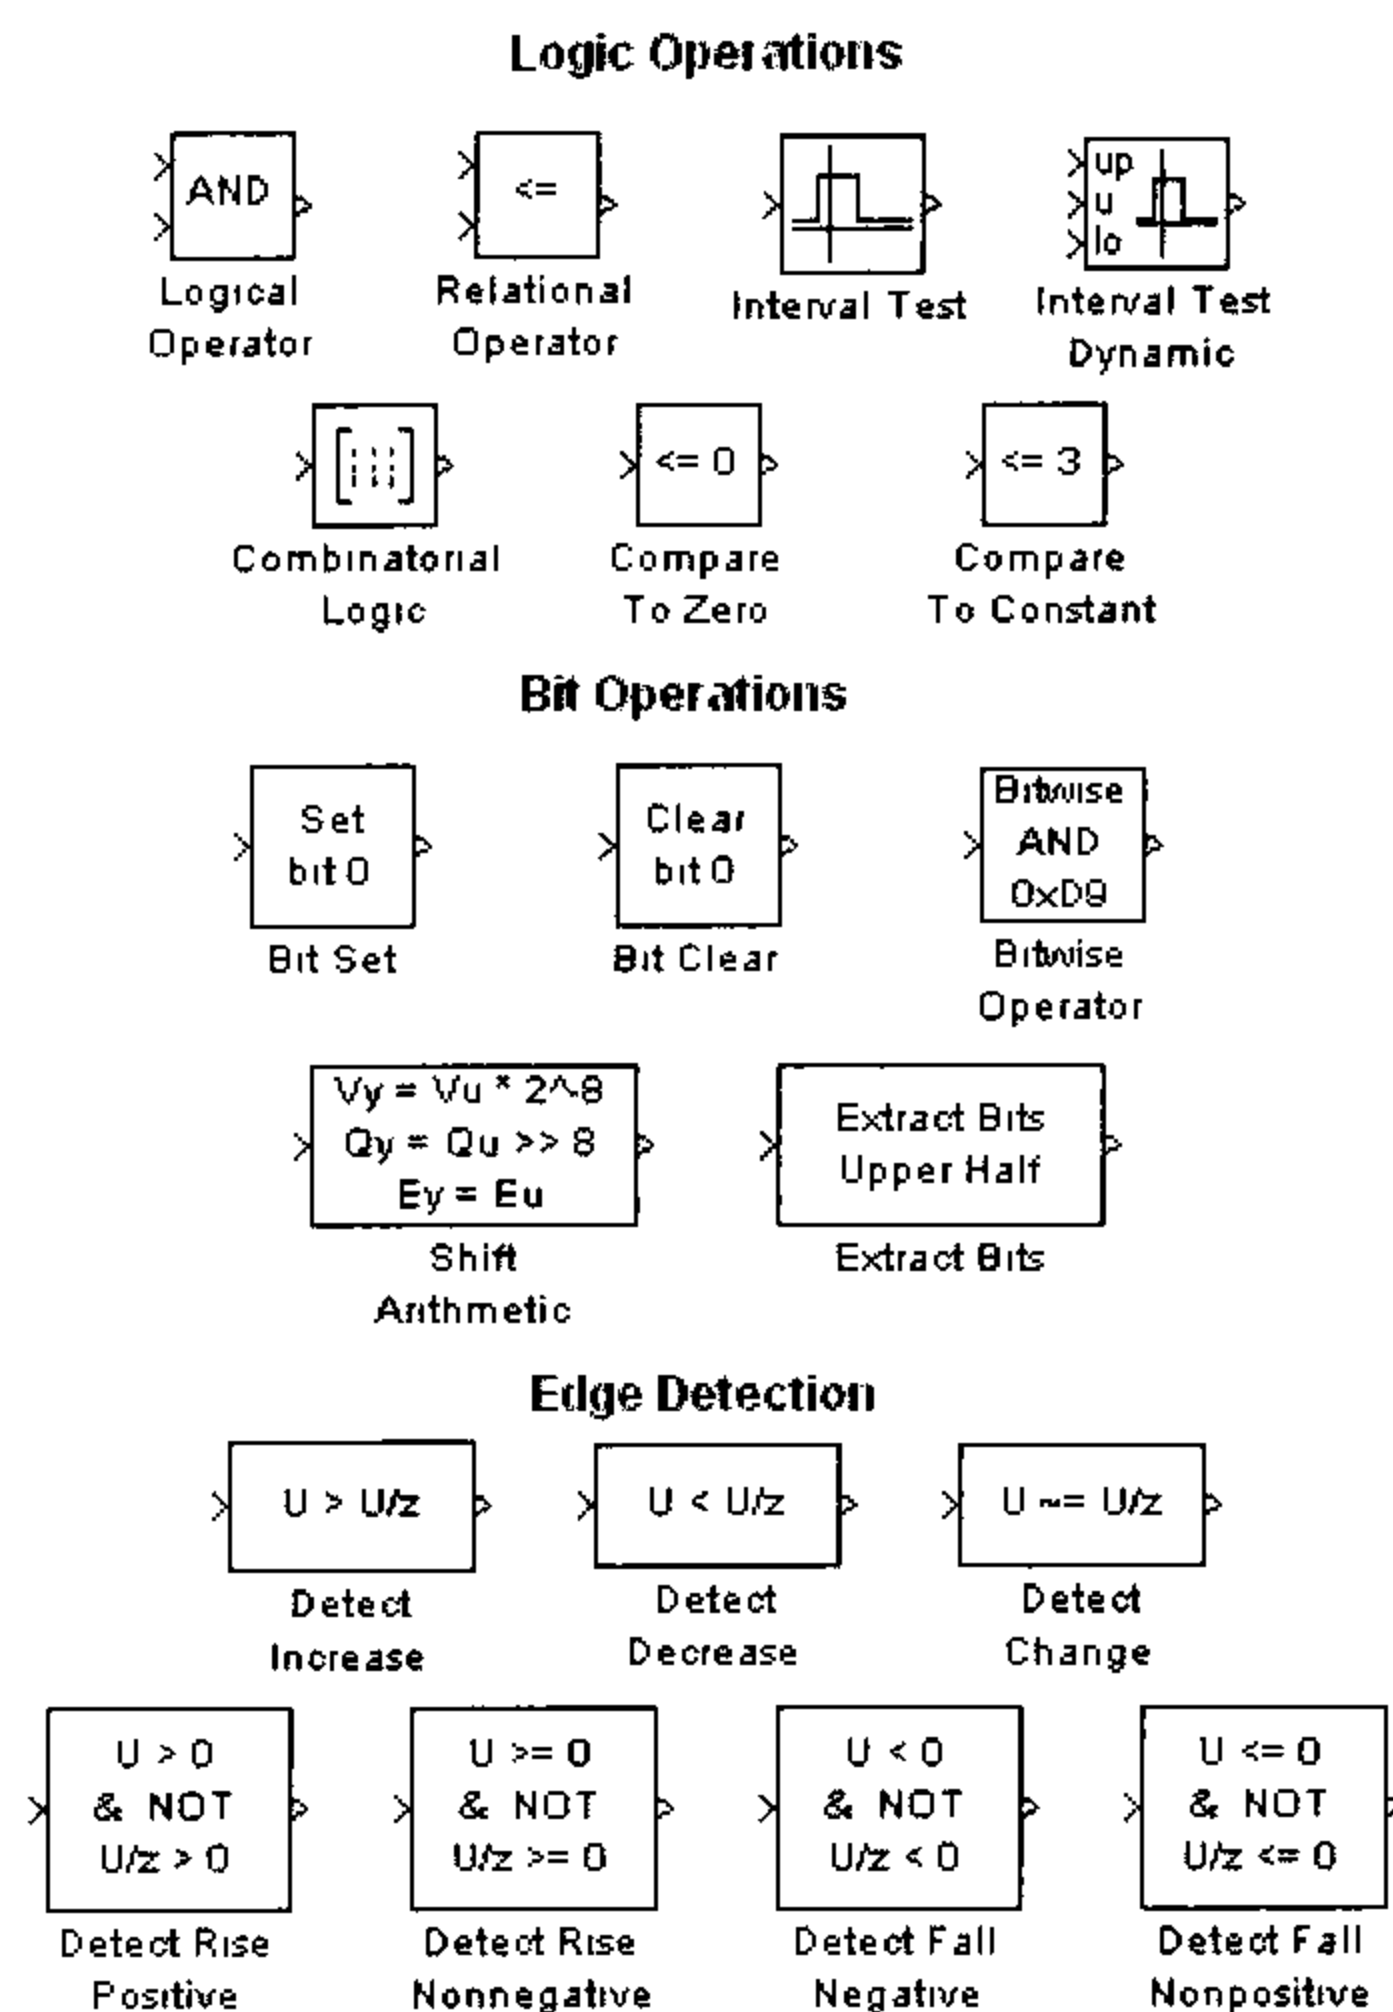 Logic Operations
AND
<=
up
u
lo
Logical
Operator
Relational
Operator
Interval Test
Interval Test
Dynamic
<= 0
<= 3
Combinatorial
Logic
Compare
To Zero
Compare
To Constant
Bit Operations
Set
bit 0
Clear
bit 0
Bitwise
AND
0xD9
Bit Set
Bit Clear
Bitwise
Operator
Vy = Vu * 2^-8
Qy = Qu >> 8
Ey = Eu
Extract Bits
Upper Half
Shift
Arithmetic
Extract Bits
Edge Detection
U > U/z
U < U/z
U ~= U/z
Detect
Increase
Detect
Decrease
Detect
Change
U > 0
& NOT
U/z > 0
U >= 0
& NOT
U/z >= 0
U < 0
& NOT
U/z < 0
U <= 0
& NOT
U/z <= 0
Detect Rise
Positive
Detect Rise
Nonnegative
Detect Fall
Negative
Detect Fall
Nonpositive